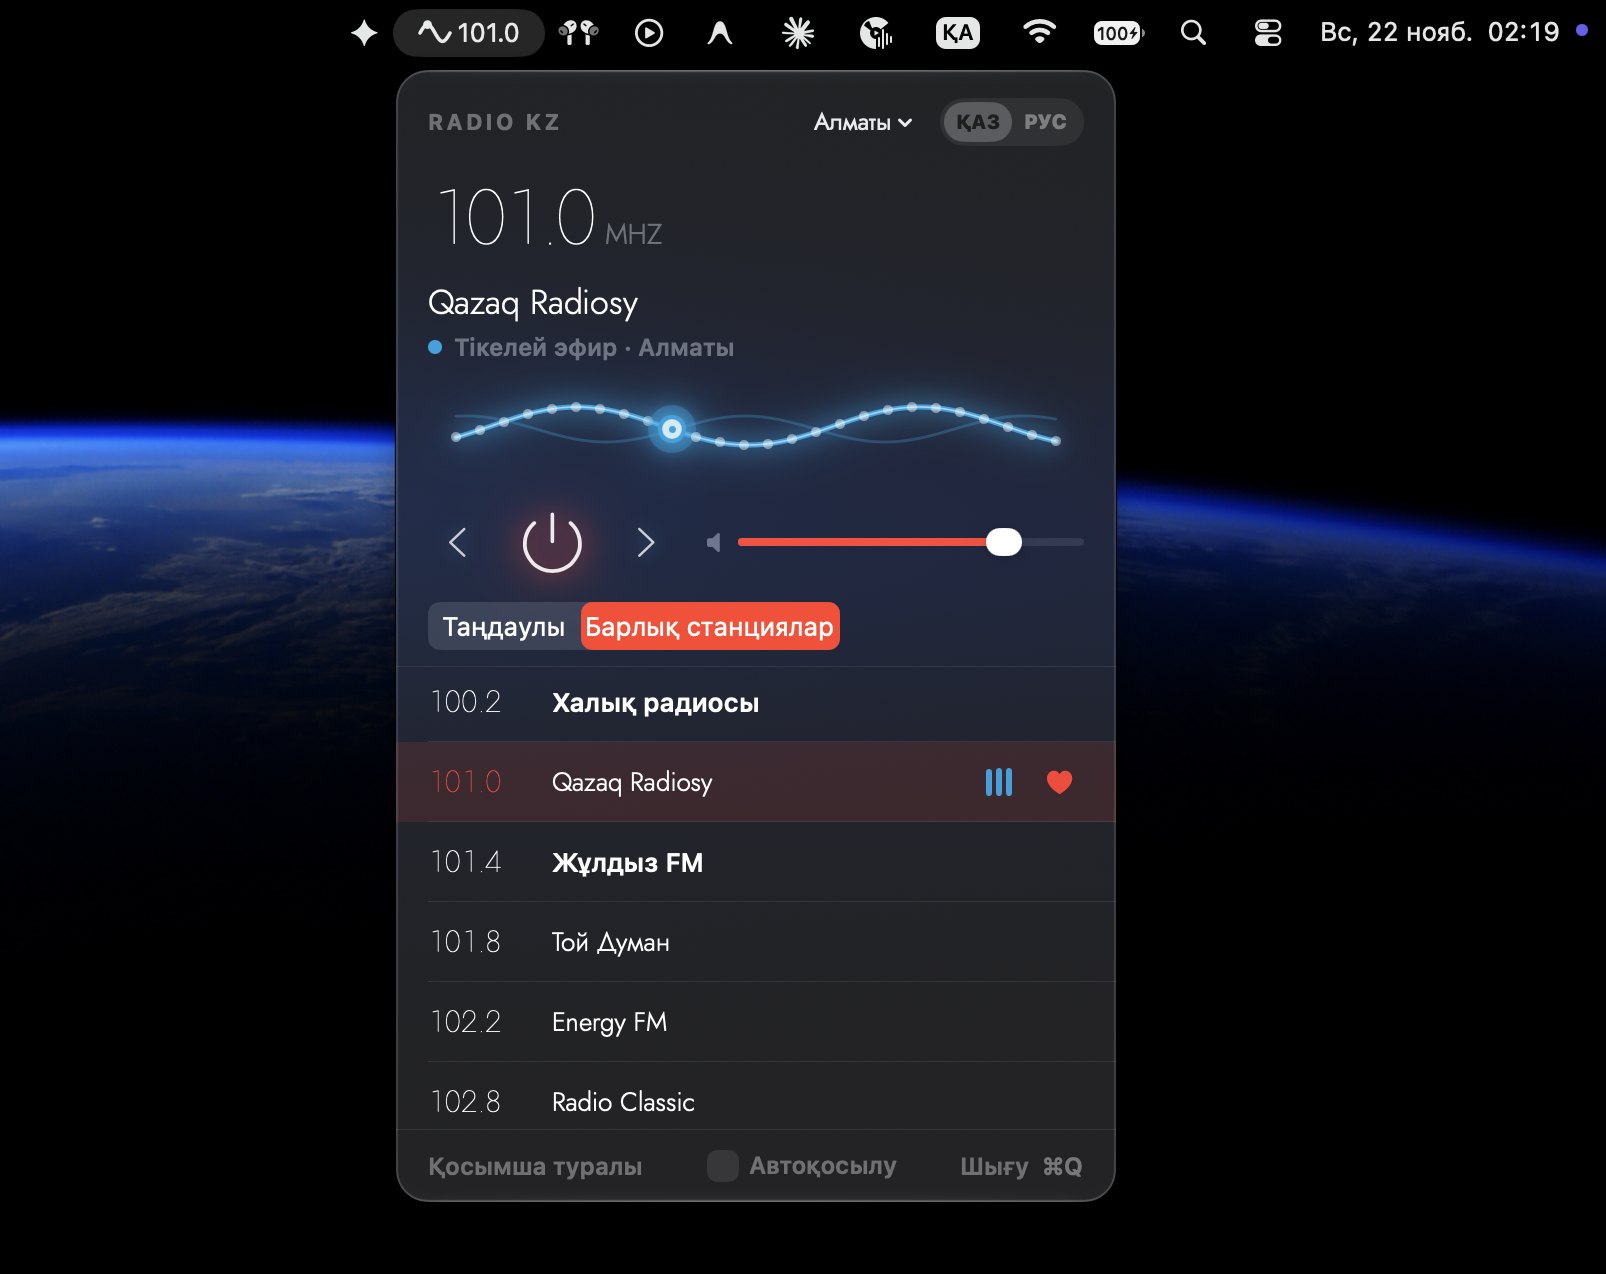 101.0 ҚА 100 Вс, 22 нояб. 02:19
RADIO KZ Алматы ҚАЗ РУС
101.0 MHZ
Qazaq Radiosy
Тікелей эфир · Алматы
Таңдаулы Барлық станциялар
100.2 Халық радиосы
101.0 Qazaq Radiosy
101.4 Жұлдыз FM
101.8 Той Думан
102.2 Energy FM
102.8 Radio Classic
Қосымша туралы Автоқосылу Шығу ⌘Q